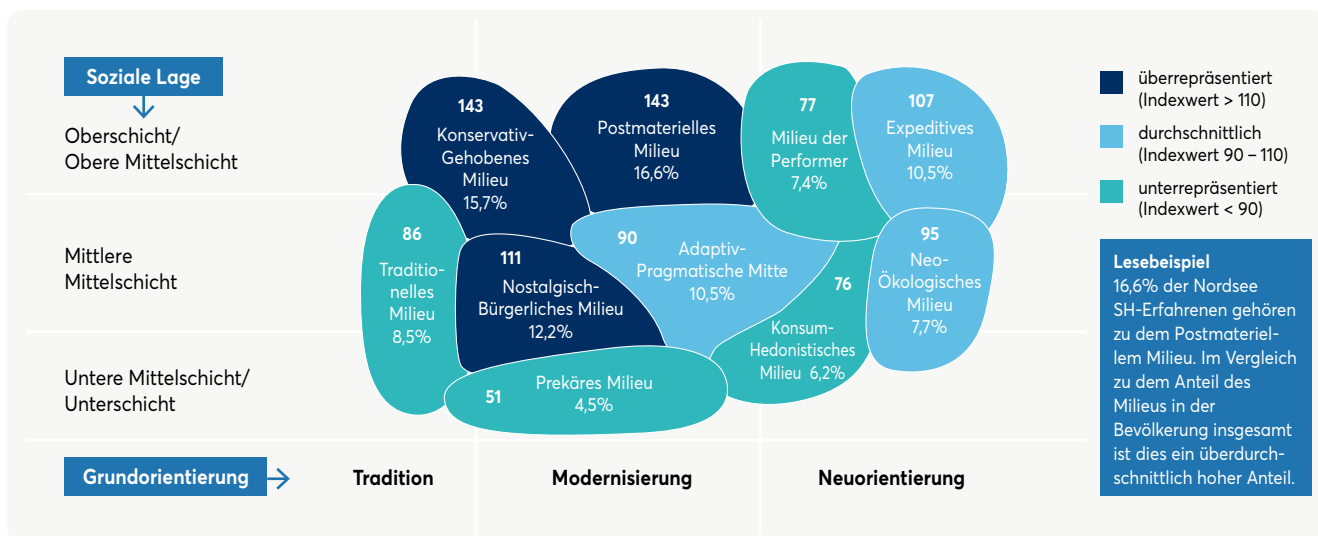 Soziale Lage
Oberschicht/
Obere Mittelschicht
Mittlere
Mittelschicht
Untere Mittelschicht/
Unterschicht
Grundorientierung
Tradition
Modernisierung
Neuorientierung
143
Konservativ-
Gehobenes
Milieu
15,7%
143
Postmaterielles
Milieu
16,6%
77
Milieu der
Performer
7,4%
107
Expeditives
Milieu
10,5%
86
Traditio-
nelles
Milieu
8,5%
111
Nostalgisch-
Bürgerliches Milieu
12,2%
90
Adaptiv-
Pragmatische Mitte
10,5%
76
Konsum-
Hedonistisches
Milieu 6,2%
95
Neo-
Ökologisches
Milieu
7,7%
51
Prekäres Milieu
4,5%
überrepräsentiert
(Indexwert > 110)
durchschnittlich
(Indexwert 90 – 110)
unterrepräsentiert
(Indexwert < 90)
Lesebeispiel
16,6% der Nordsee
SH-Erfahrenen gehören
zu dem Postmateriel-
lem Milieu. Im Vergleich
zu dem Anteil des
Milieus in der
Bevölkerung insgesamt
ist dies ein überdurch-
schnittlich hoher Anteil.